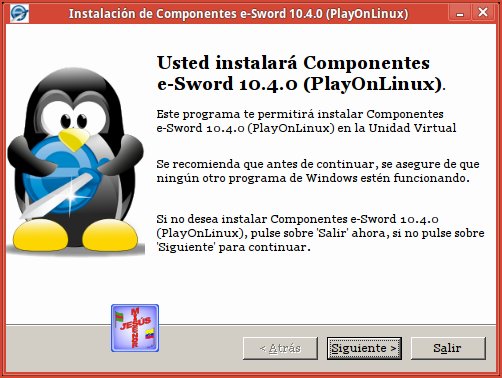 Instalación de Componentes e-Sword 10.4.0 (PlayOnLinux)
Usted instalará Componentes
e-Sword 10.4.0 (PlayOnLinux).
Este programa te permitirá instalar Componentes
e-Sword 10.4.0 (PlayOnLinux) en la Unidad Virtual
Se recomienda que antes de continuar, se asegure de que
ningún otro programa de Windows estén funcionando.
Si no desea instalar Componentes e-Sword 10.4.0
(PlayOnLinux), pulse sobre 'Salir' ahora, si no pulse sobre
'Siguiente' para continuar.
JESÚS
< Atrás
Siguiente >
Salir